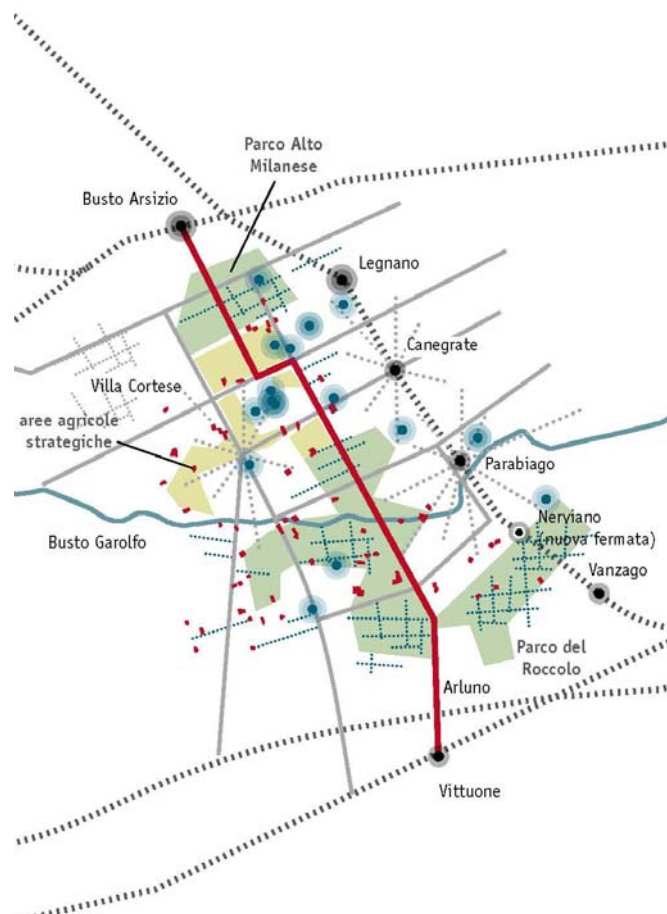 Parco Alto
Milanese
Busto Arsizio
Legnano
Canegrate
Villa Cortese
aree agricole
strategiche
Parabiago
Nerviano
(nuova fermata)
Busto Garolfo
Vanzago
Parco del
Roccolo
Arluno
Vittuone